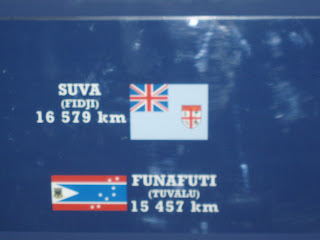 SUVA
(FIDJI)
16 579 km
FUNAFUTI
(TUVALU)
15 457 km